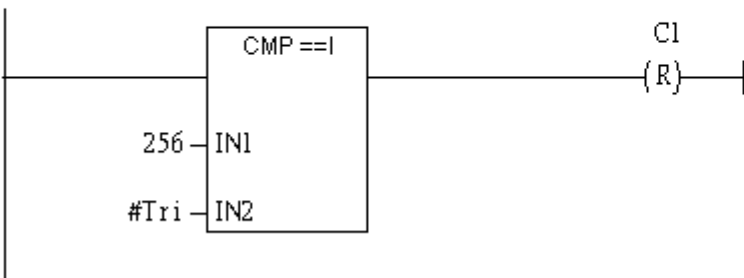 C1
CMP ==I
(R)
256 IN1
#Tri IN2